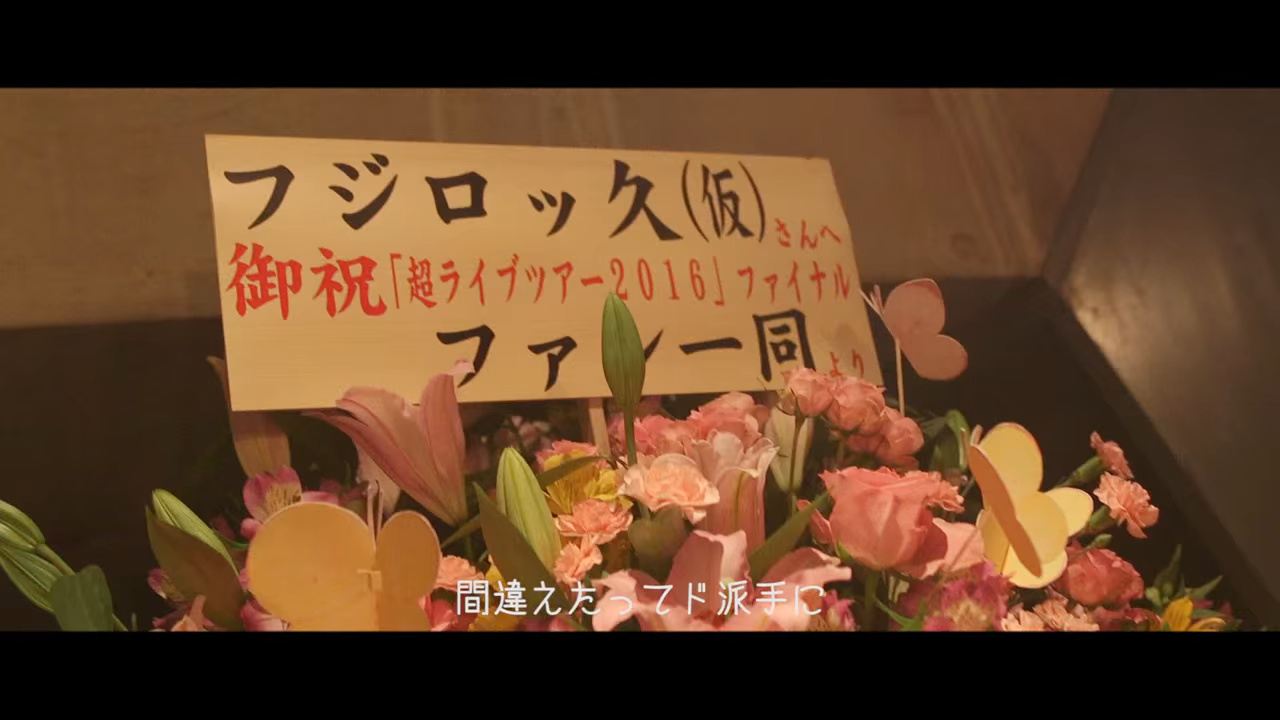 フジロッ久(仮)さんへ
御祝「超ライブツアー2016」ファイナル
ファン一同より
間違えたってド派手に